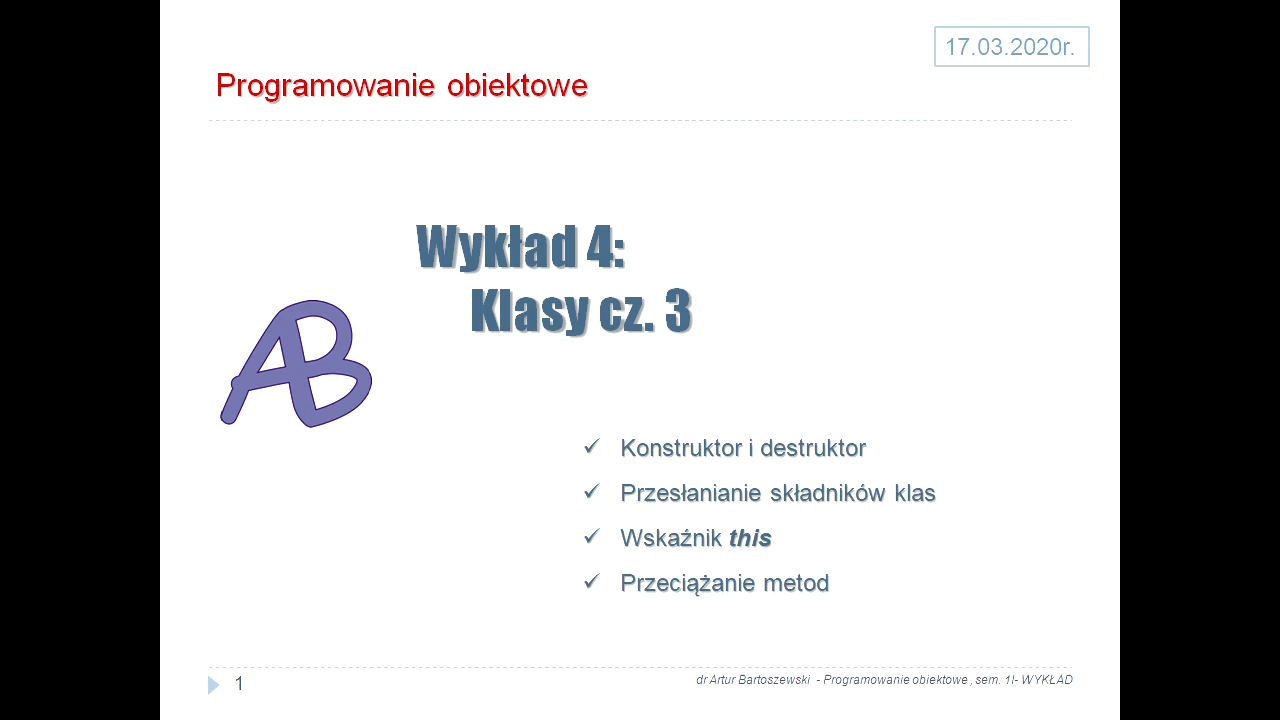 17.03.2020r.
Programowanie obiektowe
Wykład 4:
Klasy cz. 3
AB
✓ Konstruktor i destruktor
✓ Przesłanianie składników klas
✓ Wskaźnik this
✓ Przeciążanie metod
1
dr Artur Bartoszewski - Programowanie obiektowe , sem. 1I- WYKŁAD